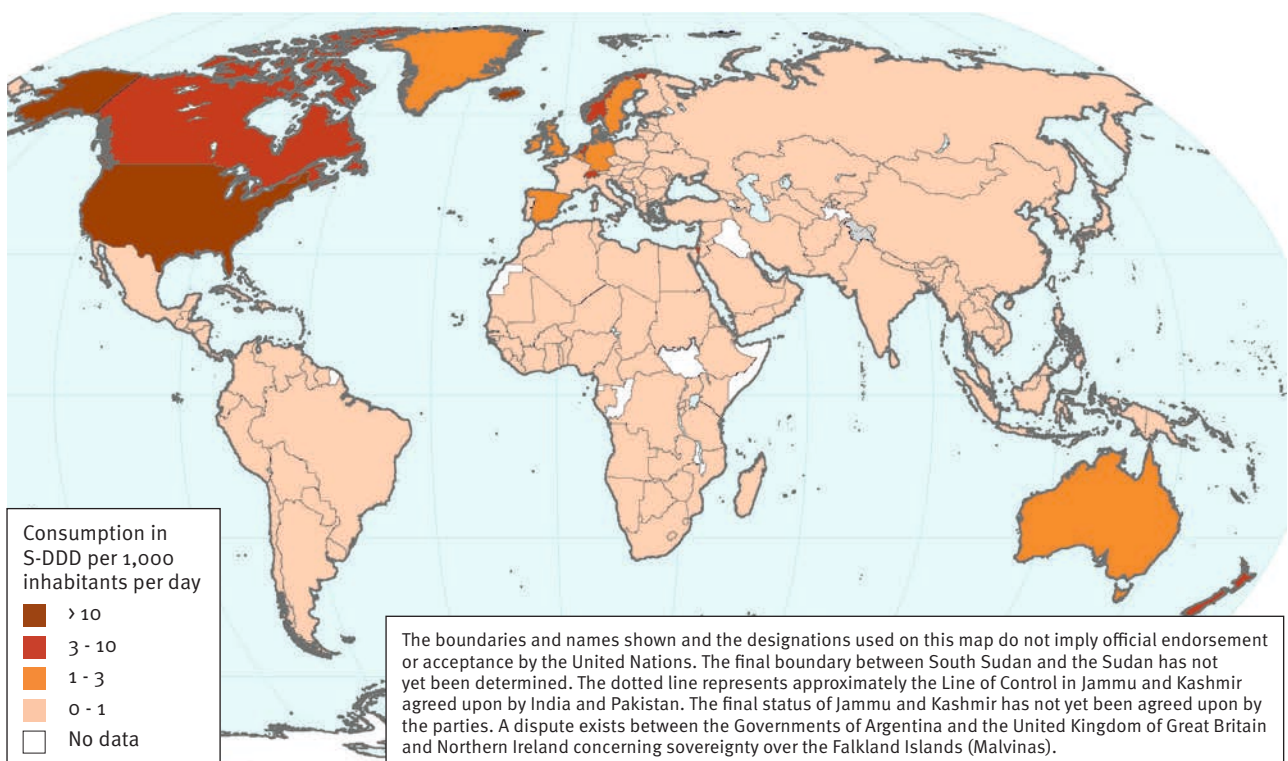 Consumption in
S-DDD per 1,000
inhabitants per day
> 10
3 - 10
1 - 3
0 - 1
No data
The boundaries and names shown and the designations used on this map do not imply official endorsement
or acceptance by the United Nations. The final boundary between South Sudan and the Sudan has not
yet been determined. The dotted line represents approximately the Line of Control in Jammu and Kashmir
agreed upon by India and Pakistan. The final status of Jammu and Kashmir has not yet been agreed upon by
the parties. A dispute exists between the Governments of Argentina and the United Kingdom of Great Britain
and Northern Ireland concerning sovereignty over the Falkland Islands (Malvinas).